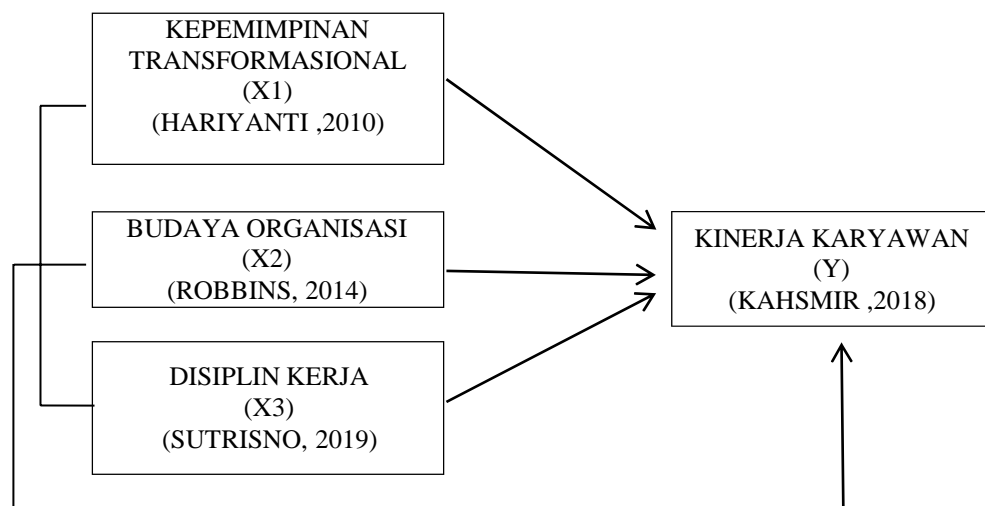 KEPEMIMPINAN
TRANSFORMASIONAL
(X1)
(HARIYANTI ,2010)
BUDAYA ORGANISASI
(X2)
(ROBBINS, 2014)
DISIPLIN KERJA
(X3)
(SUTRISNO, 2019)
KINERJA KARYAWAN
(Y)
(KAHSMIR ,2018)